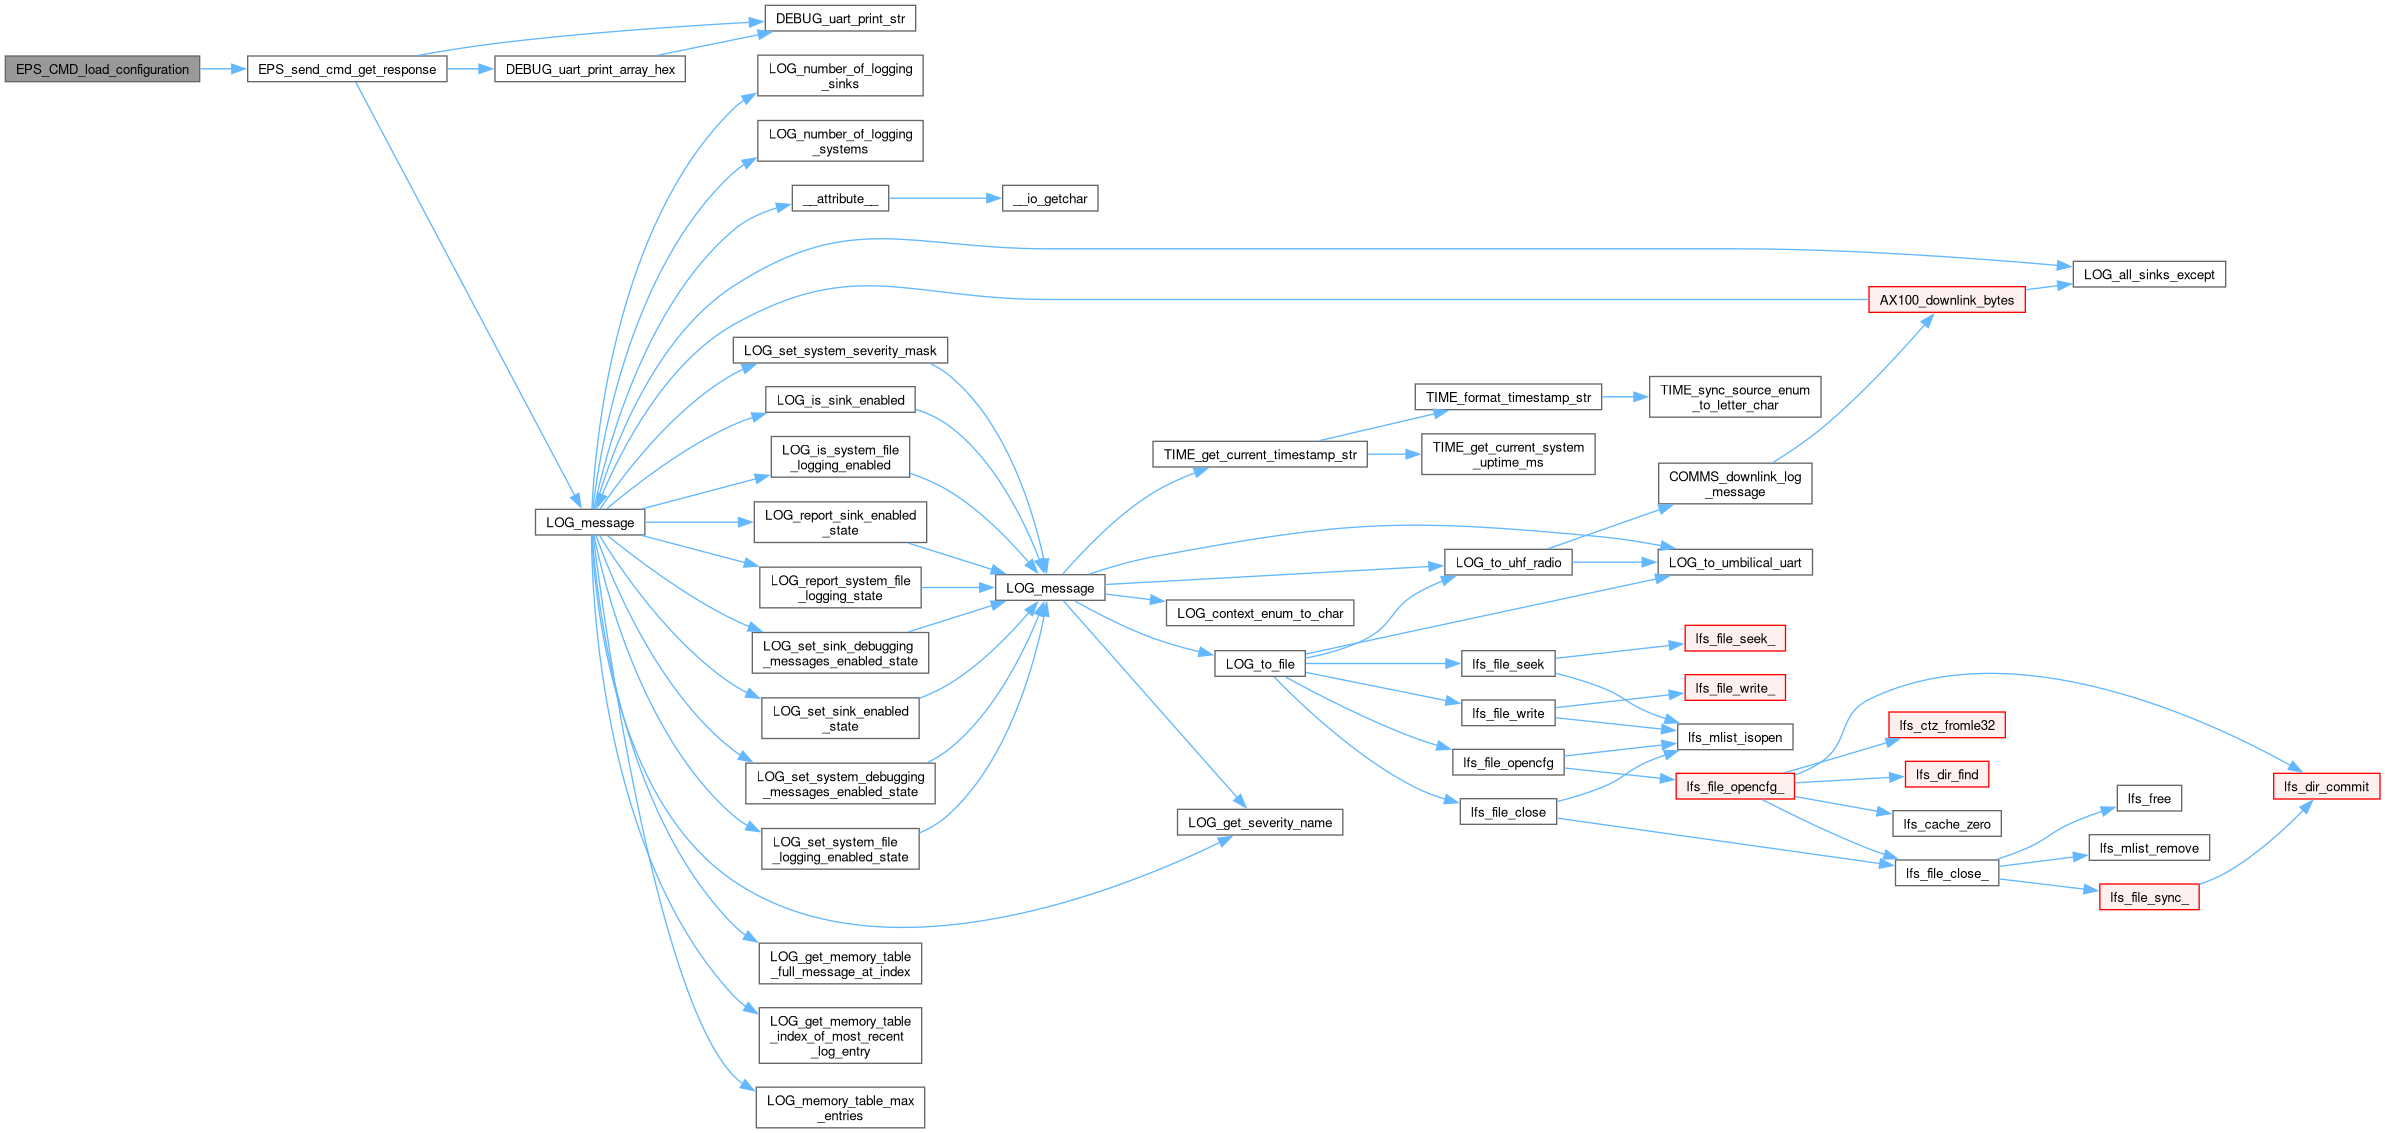 EPS_CMD_load_configuration
EPS_send_cmd_get_response
DEBUG_uart_print_str
DEBUG_uart_print_array_hex
LOG_number_of_logging
_sinks
LOG_number_of_logging
_systems
__attribute__
__io_getchar
LOG_all_sinks_except
AX100_downlink_bytes
LOG_set_system_severity_mask
LOG_is_sink_enabled
LOG_is_system_file
_logging_enabled
LOG_report_sink_enabled
_state
LOG_message
LOG_report_system_file
_logging_state
LOG_set_sink_debugging
_messages_enabled_state
LOG_set_sink_enabled
_state
LOG_set_system_debugging
_messages_enabled_state
LOG_set_system_file
_logging_enabled_state
LOG_get_memory_table
_full_message_at_index
LOG_get_memory_table
_index_of_most_recent
_log_entry
LOG_memory_table_max
_entries
LOG_message
TIME_get_current_timestamp_str
TIME_format_timestamp_str
TIME_sync_source_enum
_to_letter_char
TIME_get_current_system
_uptime_ms
COMMS_downlink_log
_message
LOG_to_uhf_radio
LOG_to_umbilical_uart
LOG_context_enum_to_char
LOG_to_file
LOG_get_severity_name
lfs_file_seek
lfs_file_seek_
lfs_file_write
lfs_file_write_
lfs_mlist_isopen
lfs_file_opencfg
lfs_file_opencfg_
lfs_file_close
lfs_ctz_fromle32
lfs_dir_find
lfs_cache_zero
lfs_file_close_
lfs_free
lfs_mlist_remove
lfs_file_sync_
lfs_dir_commit